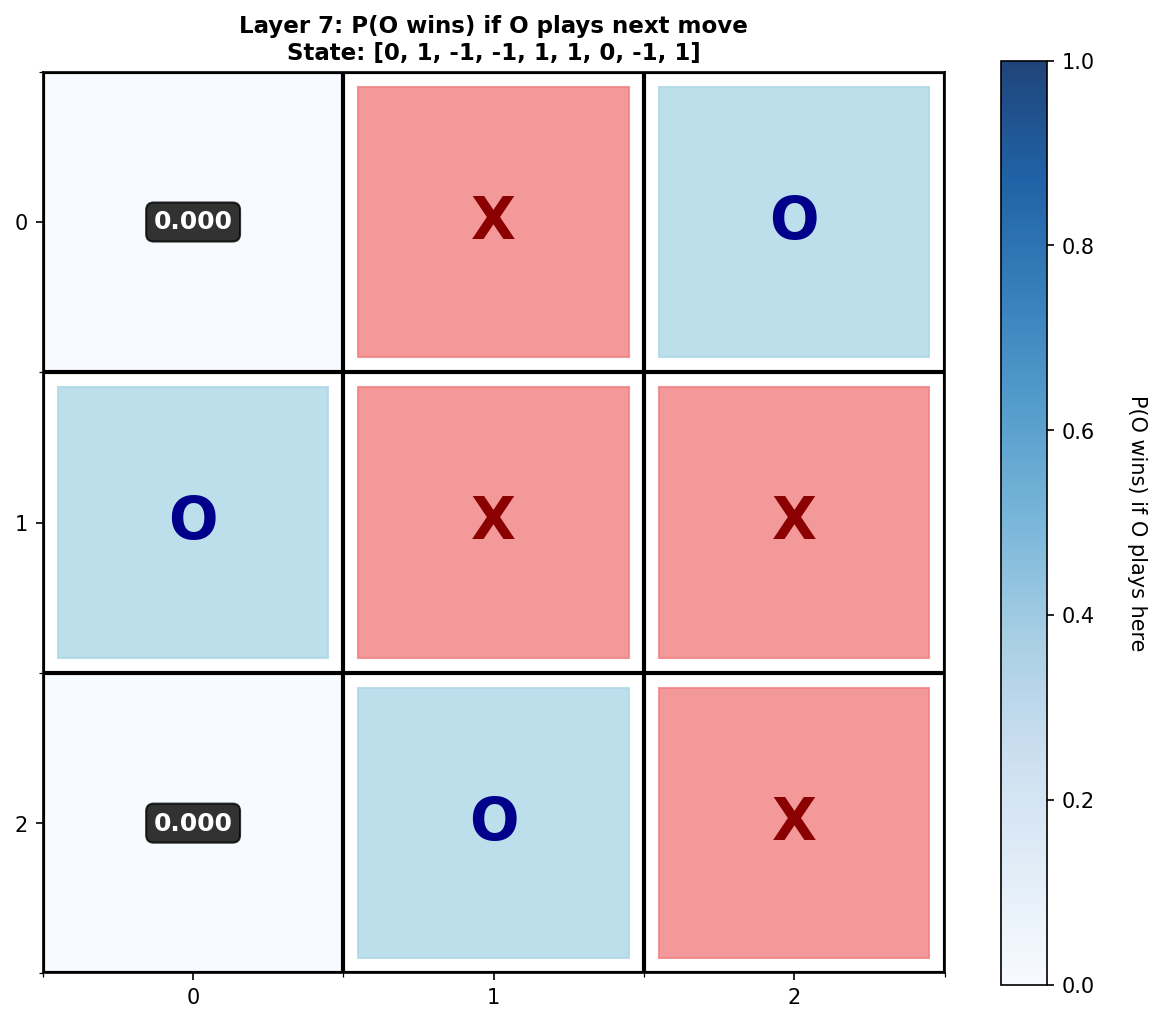 Layer 7: P(O wins) if O plays next move
State: [0, 1, -1, -1, 1, 1, 0, -1, 1]
0
0.000
X
O
1
O
X
X
2
0.000
O
X
0
1
2
1.0
0.8
0.6
0.4
0.2
0.0
P(O wins) if O plays here